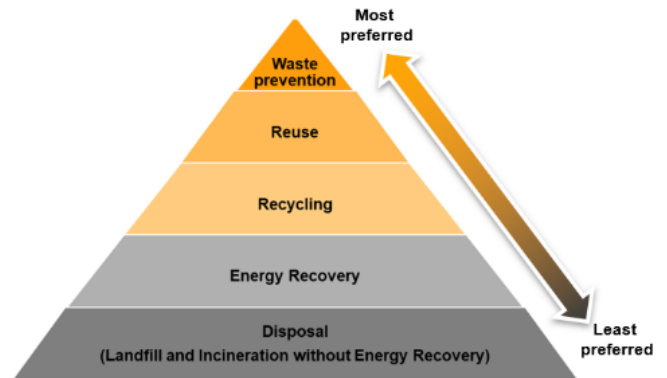 Most
preferred
Waste
prevention
Reuse
Recycling
Energy Recovery
Disposal
(Landfill and Incineration without Energy Recovery)
Least
preferred